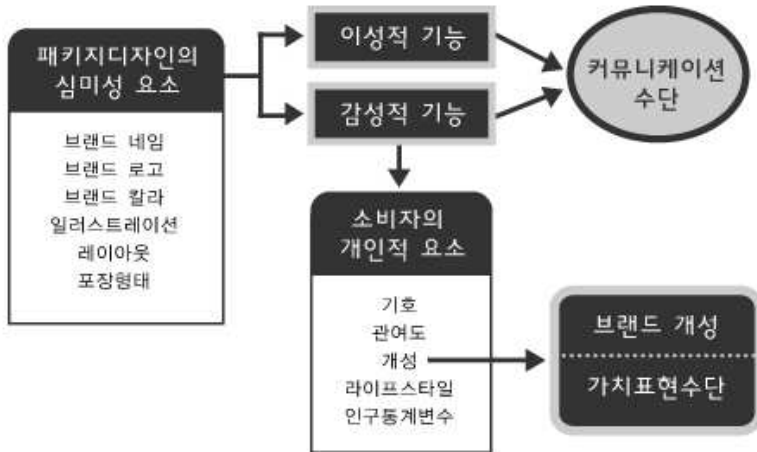 패키지디자인의
심미성 요소
브랜드 네임
브랜드 로고
브랜드 칼라
일러스트레이션
레이아웃
포장형태
이성적 기능
감성적 기능
커뮤니케이션
수단
소비자의
개인적 요소
기호
관여도
개성
라이프스타일
인구통계변수
브랜드 개성
가치표현수단